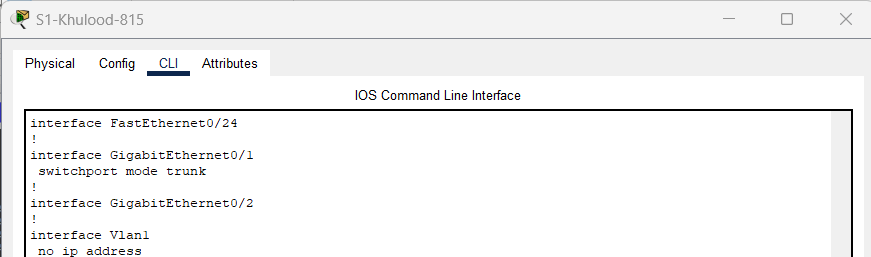 S1-Khulood-815
Physical Config CLI Attributes
IOS Command Line Interface
interface FastEthernet0/24
!
interface GigabitEthernet0/1
 switchport mode trunk
!
interface GigabitEthernet0/2
!
interface Vlan1
 no ip address